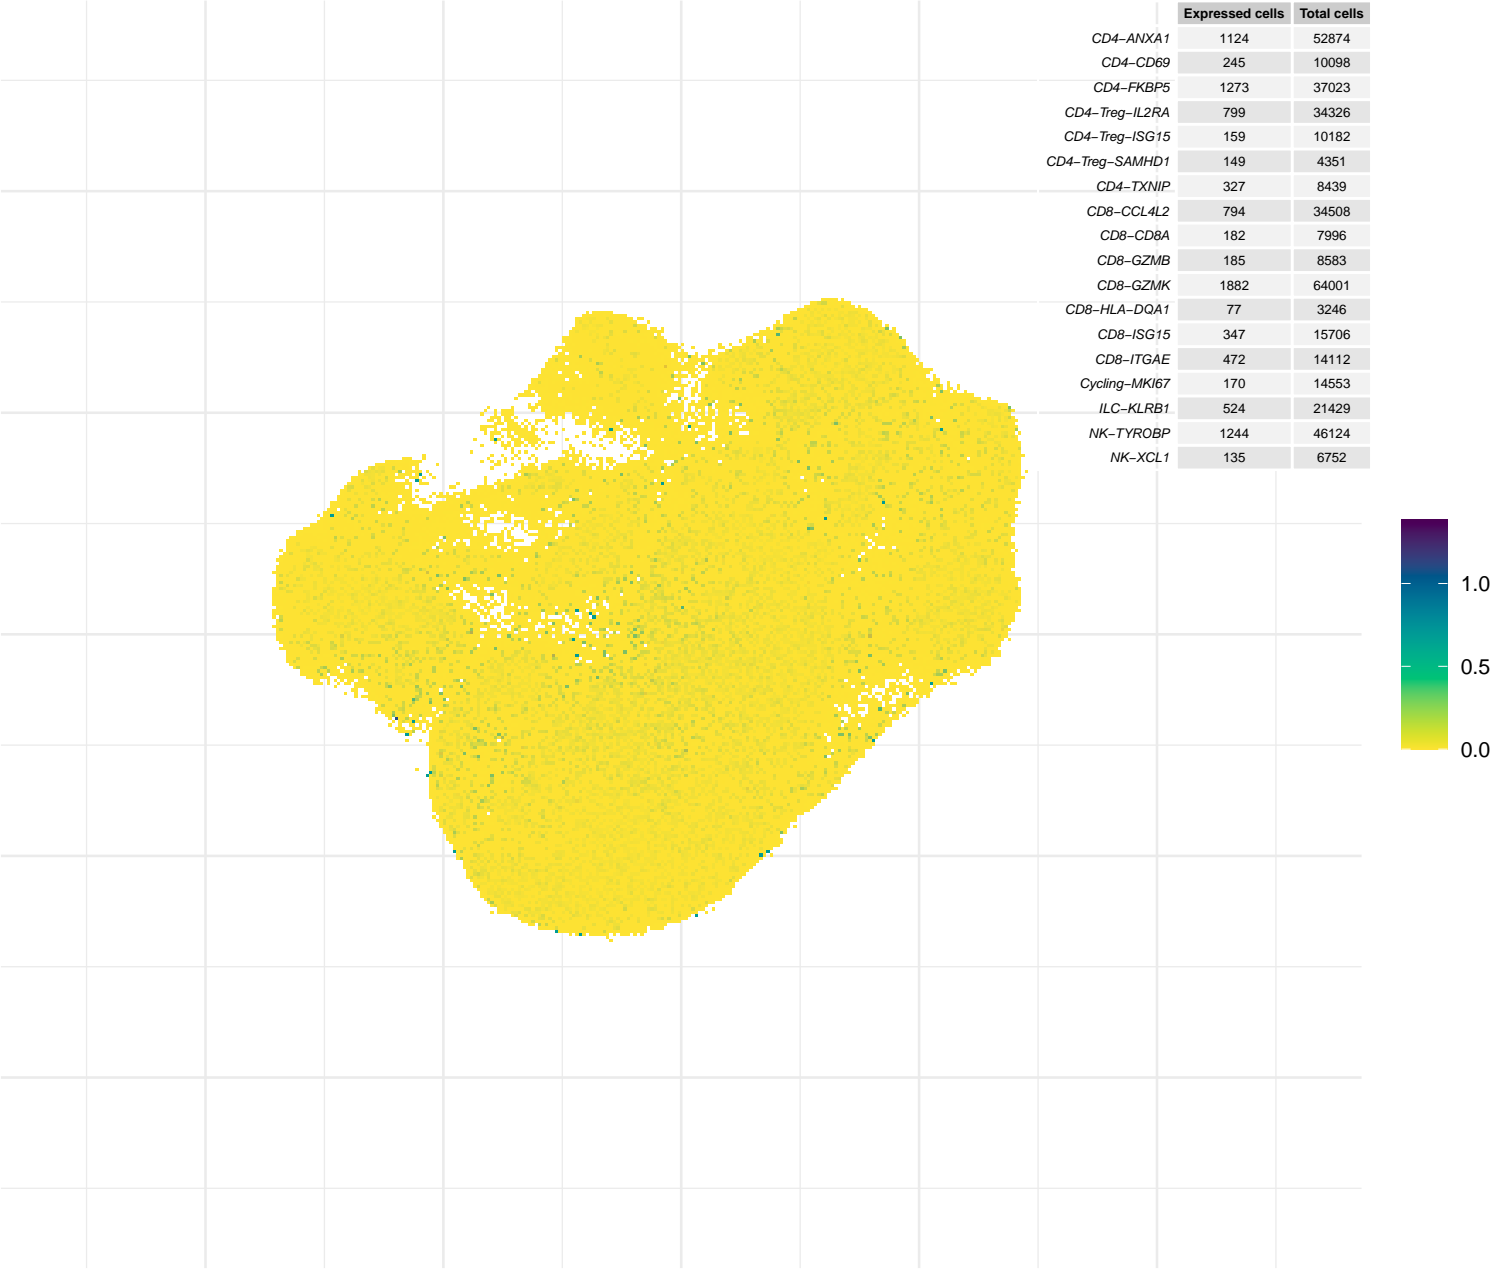 Expressed cells Total cells
CD4−ANXA1 1124 52874
CD4−CD69 245 10098
CD4−FKBP5 1273 37023
CD4−Treg−IL2RA 799 34326
CD4−Treg−ISG15 159 10182
CD4−Treg−SAMHD1 149 4351
CD4−TXNIP 327 8439
CD8−CCL4L2 794 34508
CD8−CD8A 182 7996
CD8−GZMB 185 8583
CD8−GZMK 1882 64001
CD8−HLA−DQA1 77 3246
CD8−ISG15 347 15706
CD8−ITGAE 472 14112
Cycling−MKI67 170 14553
ILC−KLRB1 524 21429
NK−TYROBP 1244 46124
NK−XCL1 135 6752
1.0
0.5
0.0